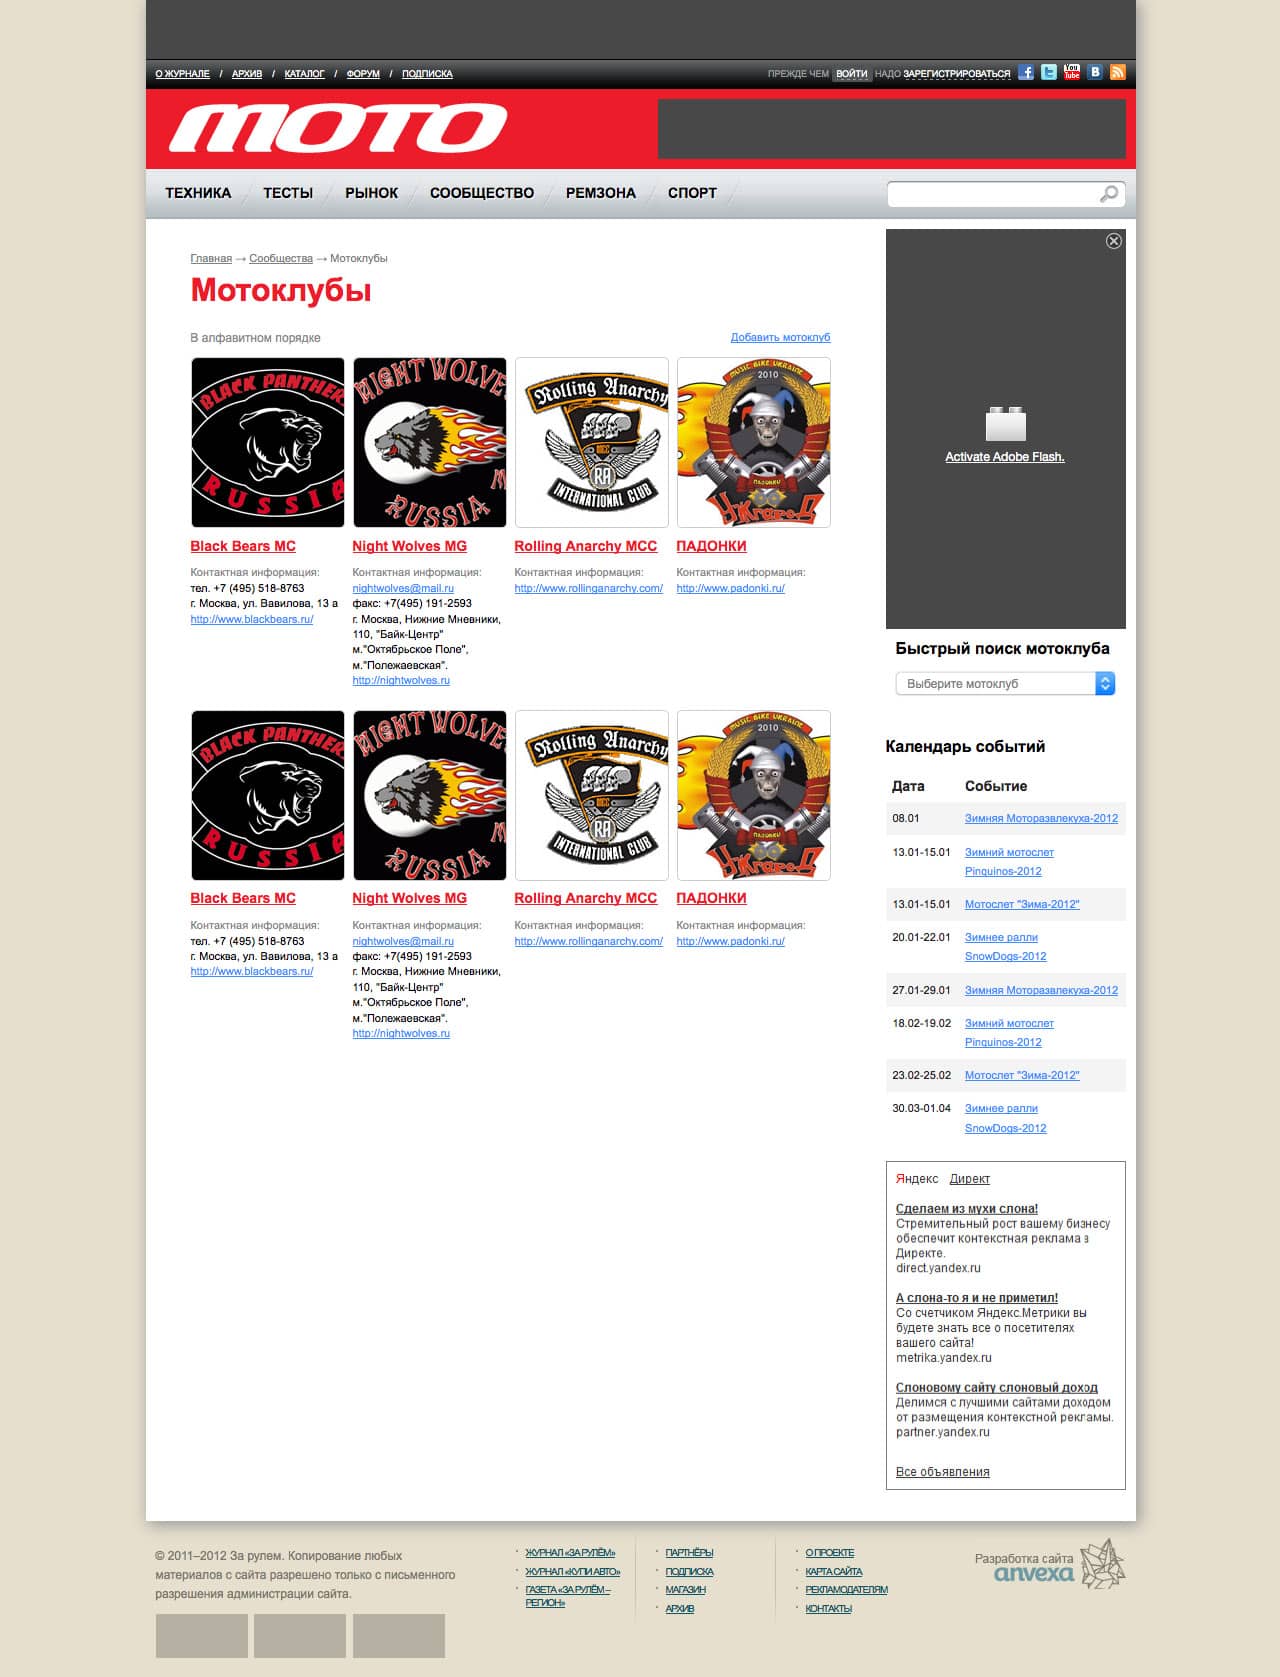 О ЖУРНАЛЕ / АРХИВ / КАТАЛОГ / ФОРУМ / ПОДПИСКА
ПРЕЖДЕ ЧЕМ ВОЙТИ НАДО ЗАРЕГИСТРИРОВАТЬСЯ
You Tube
МОТО
ТЕХНИКА ТЕСТЫ РЫНОК СООБЩЕСТВО РЕМЗОНА СПОРТ
Главная → Сообщества → Мотоклубы
Мотоклубы
В алфавитном порядке
Добавить мотоклуб
BLACK PANTHER
RUSSIA
NIGHT WOLVES
RUSSIA
Rolling Anarchy
MCC
RA
INTERNATIONAL CLUB
MUSIC BIKE UKRAINE
2010
ПАДОНКИ
УЖГОРОД
Black Bears MC
Контактная информация:
тел. +7 (495) 518-8763
г. Москва, ул. Вавилова, 13 а
http://www.blackbears.ru/
Night Wolves MG
Контактная информация:
nightwolves@mail.ru
факс: +7(495) 191-2593
г. Москва, Нижние Мневники,
110, "Байк-Центр"
м."Октябрьское Поле",
м."Полежаевская".
http://nightwolves.ru
Rolling Anarchy MCC
Контактная информация:
http://www.rollinganarchy.com/
ПАДОНКИ
Контактная информация:
http://www.padonki.ru/
BLACK PANTHER
RUSSIA
NIGHT WOLVES
RUSSIA
Rolling Anarchy
MCC
RA
INTERNATIONAL CLUB
MUSIC BIKE UKRAINE
2010
ПАДОНКИ
УЖГОРОД
Black Bears MC
Контактная информация:
тел. +7 (495) 518-8763
г. Москва, ул. Вавилова, 13 а
http://www.blackbears.ru/
Night Wolves MG
Контактная информация:
nightwolves@mail.ru
факс: +7(495) 191-2593
г. Москва, Нижние Мневники,
110, "Байк-Центр"
м."Октябрьское Поле",
м."Полежаевская".
http://nightwolves.ru
Rolling Anarchy MCC
Контактная информация:
http://www.rollinganarchy.com/
ПАДОНКИ
Контактная информация:
http://www.padonki.ru/
Activate Adobe Flash.
Быстрый поиск мотоклуба
Выберите мотоклуб
Календарь событий
Дата Событие
08.01 Зимняя Моторазвлекуха-2012
13.01-15.01 Зимний мотослет
Pinquinos-2012
13.01-15.01 Мотослет "Зима-2012"
20.01-22.01 Зимнее ралли
SnowDogs-2012
27.01-29.01 Зимняя Моторазвлекуха-2012
18.02-19.02 Зимний мотослет
Pinquinos-2012
23.02-25.02 Мотослет "Зима-2012"
30.03-01.04 Зимнее ралли
SnowDogs-2012
Яндекс Директ
Сделаем из мухи слона!
Стремительный рост вашему бизнесу
обеспечит контекстная реклама в
Директе.
direct.yandex.ru
А слона-то я и не приметил!
Со счетчиком Яндекс.Метрики вы
будете знать все о посетителях
вашего сайта!
metrika.yandex.ru
Слоновому сайту слоновый доход
Делимся с лучшими сайтами доходом
от размещения контекстной рекламы.
partner.yandex.ru
Все объявления
© 2011–2012 За рулем. Копирование любых
материалов с сайта разрешено только с письменного
разрешения администрации сайта.
ЖУРНАЛ «ЗА РУЛЁМ»
ЖУРНАЛ «КУПИ АВТО»
ГАЗЕТА «ЗА РУЛЁМ –
РЕГИОН»
ПАРТНЁРЫ
ПОДПИСКА
МАГАЗИН
АРХИВ
О ПРОЕКТЕ
КАРТА САЙТА
РЕКЛАМОДАТЕЛЯМ
КОНТАКТЫ
Разработка сайта
anvexa